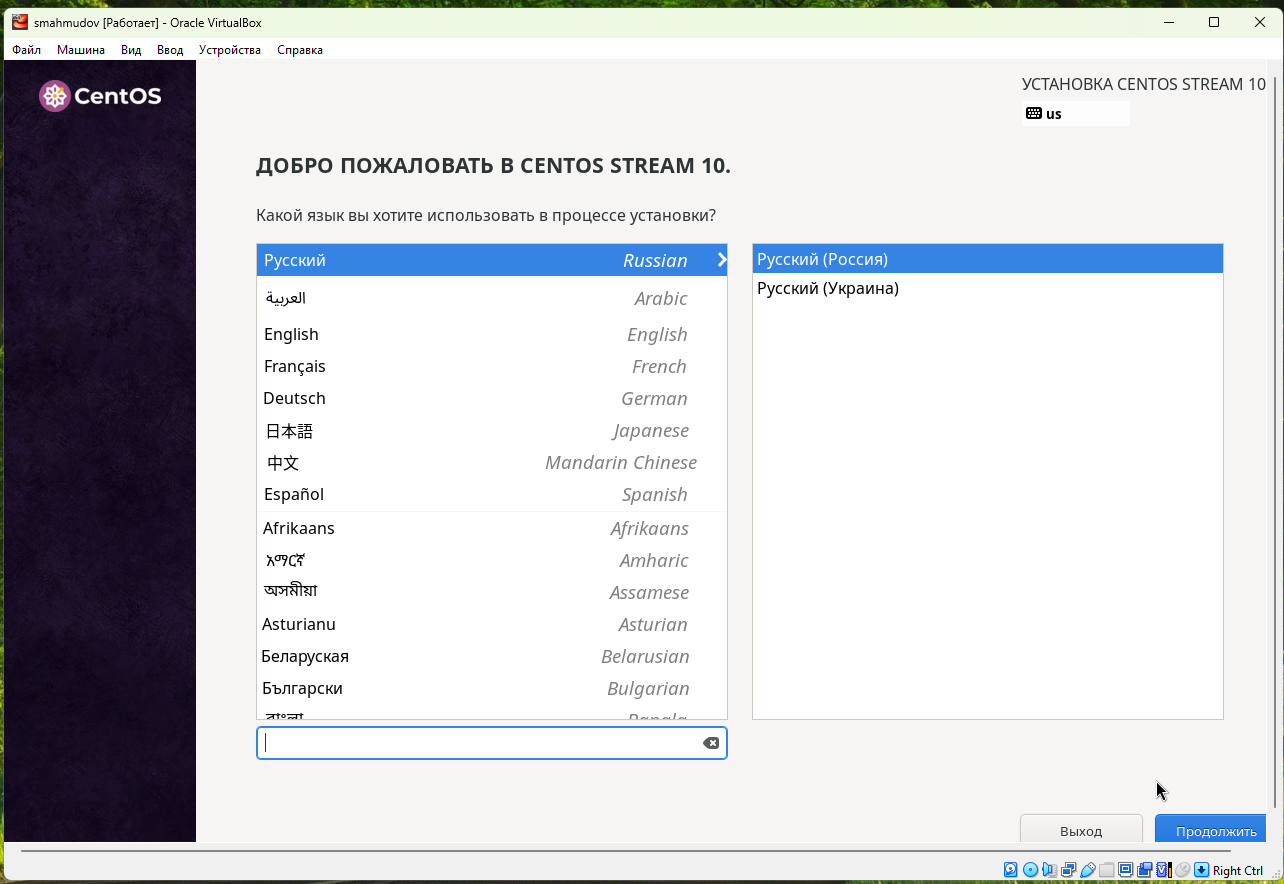 smahmudov [Работает] - Oracle VirtualBox
Файл Машина Вид Ввод Устройства Справка
CentOS
УСТАНОВКА CENTOS STREAM 10
us
ДОБРО ПОЖАЛОВАТЬ В CENTOS STREAM 10.
Какой язык вы хотите использовать в процессе установки?
Русский Russian
العربية Arabic
English English
Français French
Deutsch German
日本語 Japanese
中文 Mandarin Chinese
Español Spanish
Afrikaans Afrikaans
አማርኛ Amharic
অসমীয়া Assamese
Asturianu Asturian
Беларуская Belarusian
Български Bulgarian
বাংলা Bangla
Русский (Россия)
Русский (Украина)
Выход
Продолжить
Right Ctrl